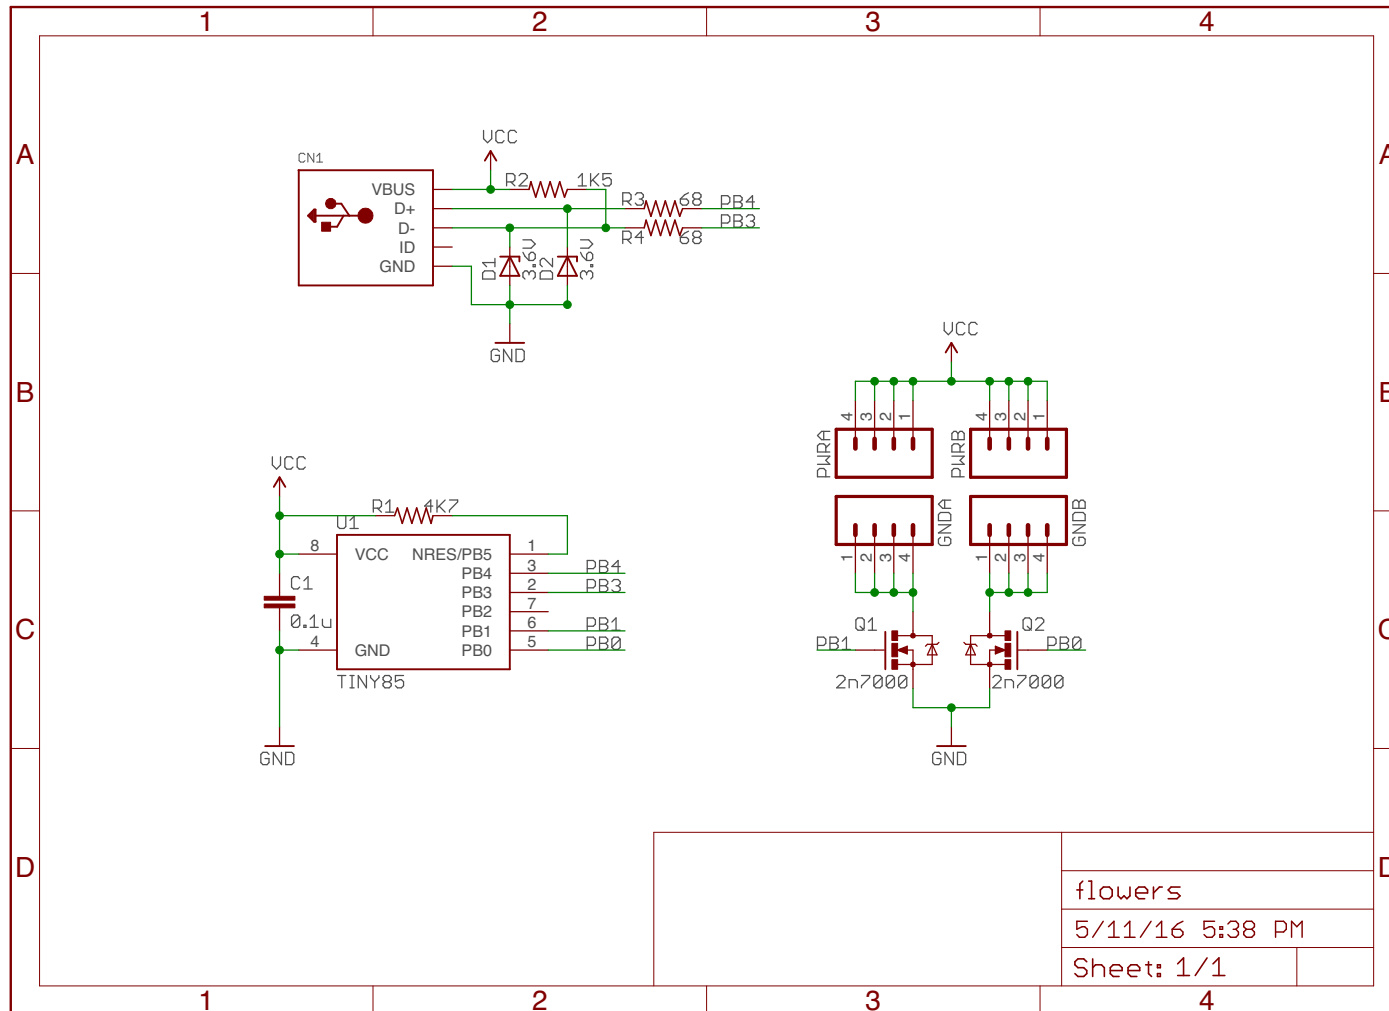 1 2 3 4
A A
VCC
CN1
VBUS
D+
D-
ID
GND
R2 1K5
R3 68 PB4
R4 68 PB3
D1 3.6V D2 3.6V
GND
B B
VCC
4 3 2 1 4 3 2 1
PWRA PWRB
GNDA GNDB
1 2 3 4 1 2 3 4
VCC
R1 4K7
U1
8 VCC NRES/PB5 1
PB4 3 PB4
PB3 2 PB3
PB2 7
PB1 6 PB1
4 GND PB0 5 PB0
C1
0.1u
TINY85
GND
C C
Q1 Q2
PB1 PB0
2n7000 2n7000
GND
D D
flowers
5/11/16 5:38 PM
Sheet: 1/1
1 2 3 4